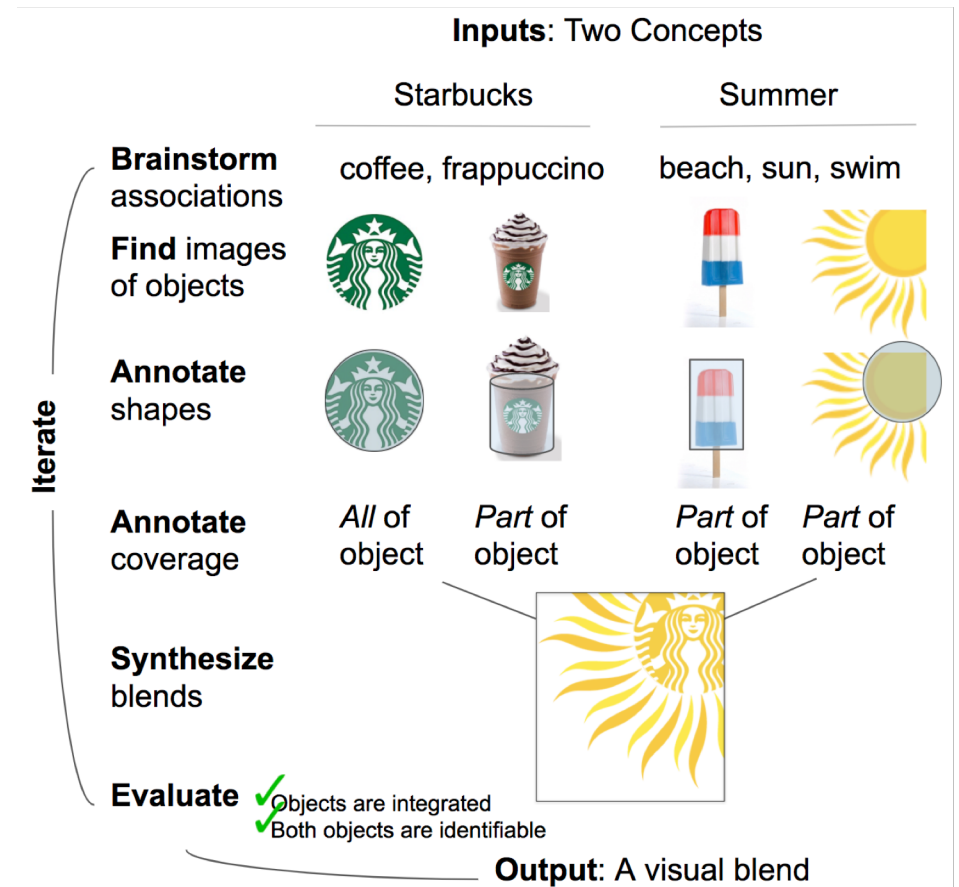 Inputs: Two Concepts
Starbucks
Summer
Brainstorm
associations
coffee, frappuccino
beach, sun, swim
Find images
of objects
Annotate
shapes
Iterate
Annotate
coverage
All of
object
Part of
object
Part of
object
Part of
object
Synthesize
blends
Evaluate
Objects are integrated
Both objects are identifiable
Output: A visual blend